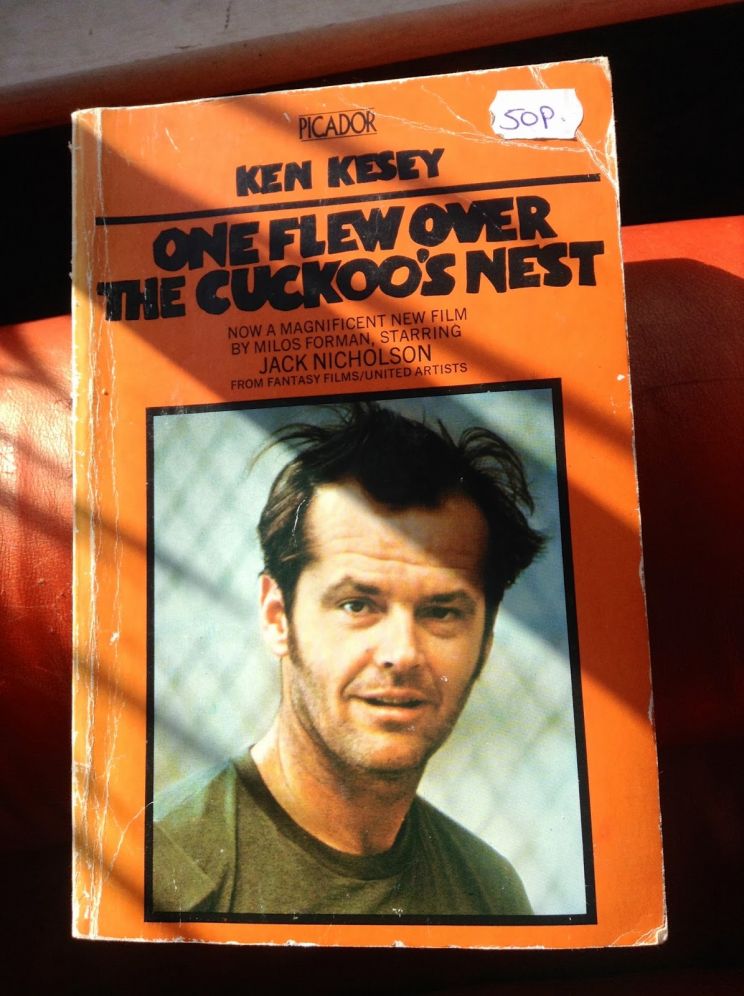 PICADOR
50P.
KEN KESEY
ONE FLEW OVER
THE CUCKOO'S NEST
NOW A MAGNIFICENT NEW FILM
BY MILOS FORMAN, STARRING
JACK NICHOLSON
FROM FANTASY FILMS/UNITED ARTISTS